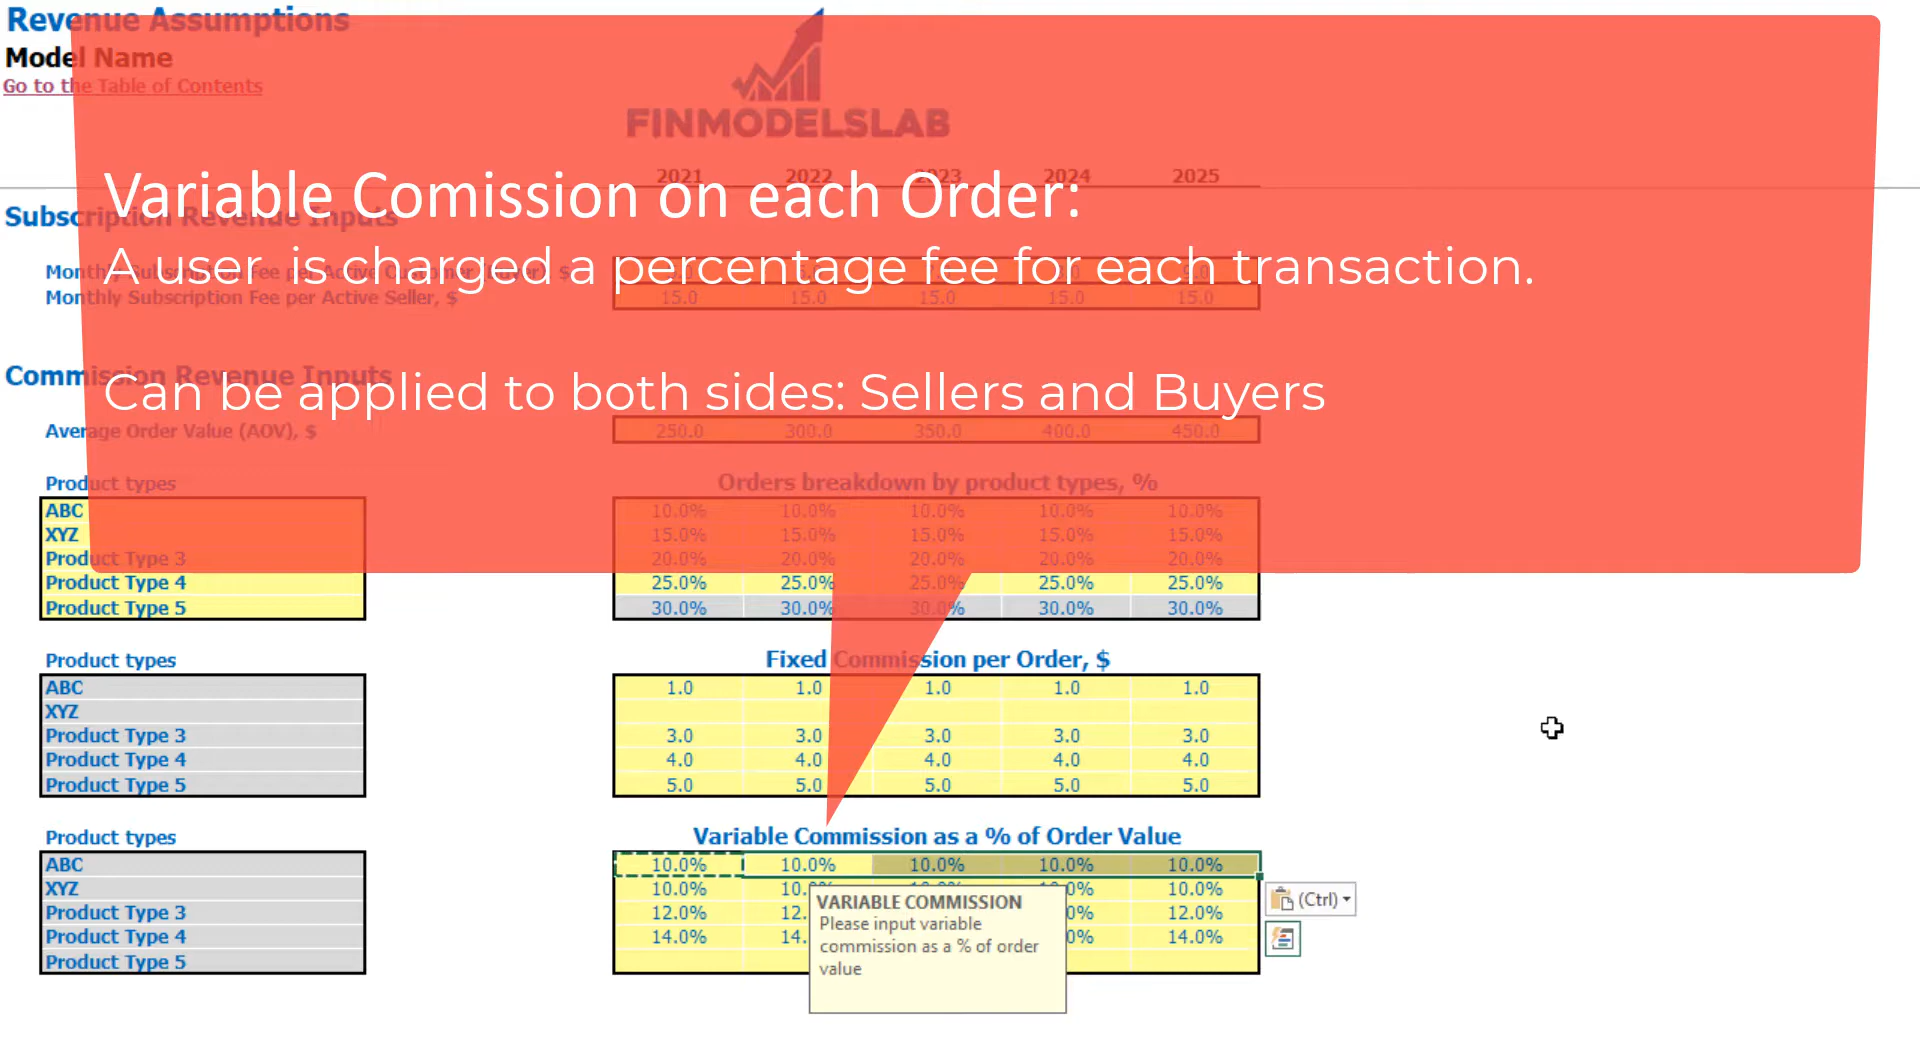 Revenue Assumptions
Model Name
Go to the Table of Contents
FINMODELSLAB
2021 2022 2023 2024 2025
Variable Comission on each Order:
Subscription Revenue Inputs
A user is charged a percentage fee for each transaction.
Monthly Subscription Fee per Active Customer (Buyer), $
Monthly Subscription Fee per Active Seller, $ 15.0 15.0 15.0 15.0 15.0
Commission Revenue Inputs
Can be applied to both sides: Sellers and Buyers
Average Order Value (AOV), $ 250.0 300.0 350.0 400.0 450.0
Product types Orders breakdown by product types, %
ABC 10.0% 10.0% 10.0% 10.0% 10.0%
XYZ 15.0% 15.0% 15.0% 15.0% 15.0%
Product Type 3 20.0% 20.0% 20.0% 20.0% 20.0%
Product Type 4 25.0% 25.0% 25.0% 25.0% 25.0%
Product Type 5 30.0% 30.0% 30.0% 30.0% 30.0%
Product types Fixed Commission per Order, $
ABC 1.0 1.0 1.0 1.0 1.0
XYZ
Product Type 3 3.0 3.0 3.0 3.0 3.0
Product Type 4 4.0 4.0 4.0 4.0 4.0
Product Type 5 5.0 5.0 5.0 5.0 5.0
Product types Variable Commission as a % of Order Value
ABC 10.0% 10.0% 10.0% 10.0% 10.0%
XYZ 10.0% 10. 0% 10.0%
Product Type 3 12.0% 12. 0% 12.0%
Product Type 4 14.0% 14. 0% 14.0%
Product Type 5
VARIABLE COMMISSION
Please input variable
commission as a % of order
value
(Ctrl)